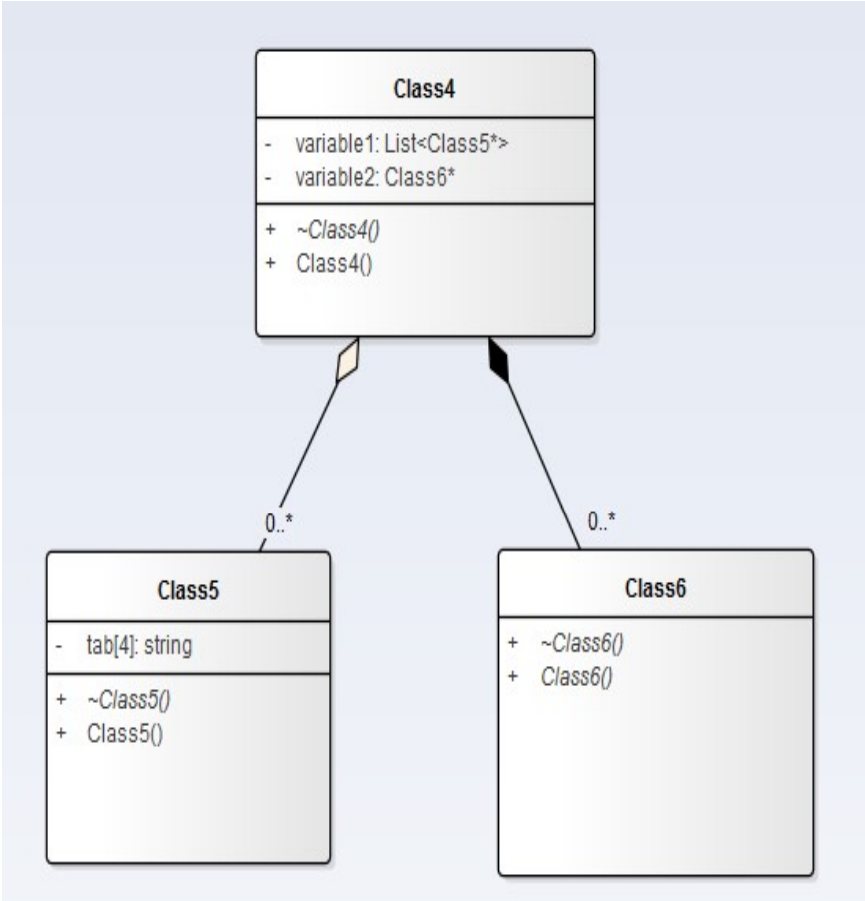 Class4
- variable1: List<Class5*>
- variable2: Class6*
+ ~Class4()
+ Class4()
0..*
0..*
Class5
- tab[4]: string
+ ~Class5()
+ Class5()
Class6
+ ~Class6()
+ Class6()